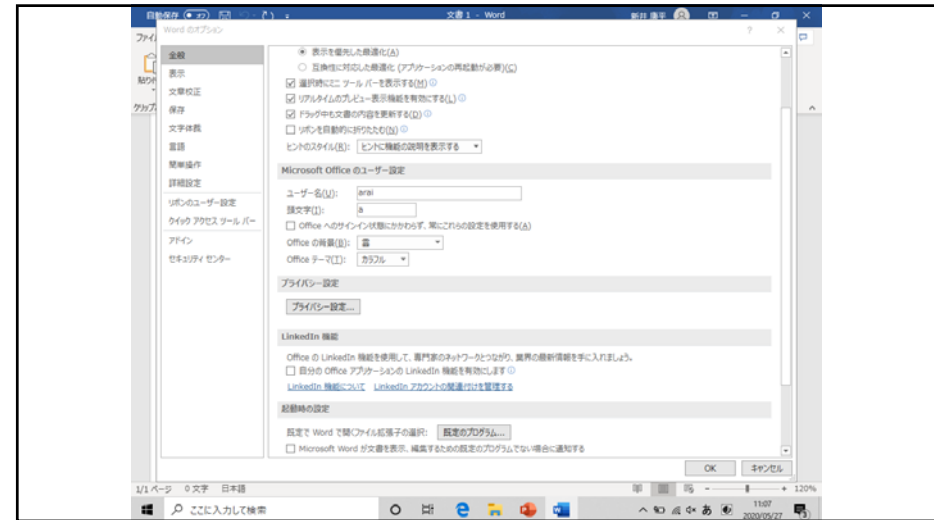 自動保存
文書 1 - Word
新井 康平
Word のオプション
全般
表示
文章校正
保存
文字体裁
言語
簡単操作
詳細設定
リボンのユーザー設定
クイック アクセス ツール バー
アドイン
セキュリティ センター
表示を優先した最適化(A)
互換性に対応した最適化 (アプリケーションの再起動が必要)(C)
選択時にミニ ツール バーを表示する(M)
リアルタイムのプレビュー表示機能を有効にする(L)
ドラッグ中も文書の内容を更新する(D)
リボンを自動的に折りたたむ(N)
ヒントのスタイル(R): ヒントに機能の説明を表示する
Microsoft Office のユーザー設定
ユーザー名(U): arai
頭文字(I): a
Office へのサインイン状態にかかわらず、常にこれらの設定を使用する(A)
Office の背景(B): 雲
Office テーマ(T): カラフル
プライバシー設定
プライバシー設定...
LinkedIn 機能
Office の LinkedIn 機能を使用して、専門家のネットワークとつながり、業界の最新情報を手に入れましょう。
自分の Office アプリケーションの LinkedIn 機能を有効にします
LinkedIn 機能について LinkedIn アカウントの関連付けを管理する
起動時の設定
既定で Word で開くファイル拡張子の選択: 既定のプログラム...
Microsoft Word が文書を表示、編集するための既定のプログラムでない場合に通知する
OK キャンセル
1/1 ページ 0 文字 日本語 120%
ここに入力して検索
あ
11:07
2020/05/27